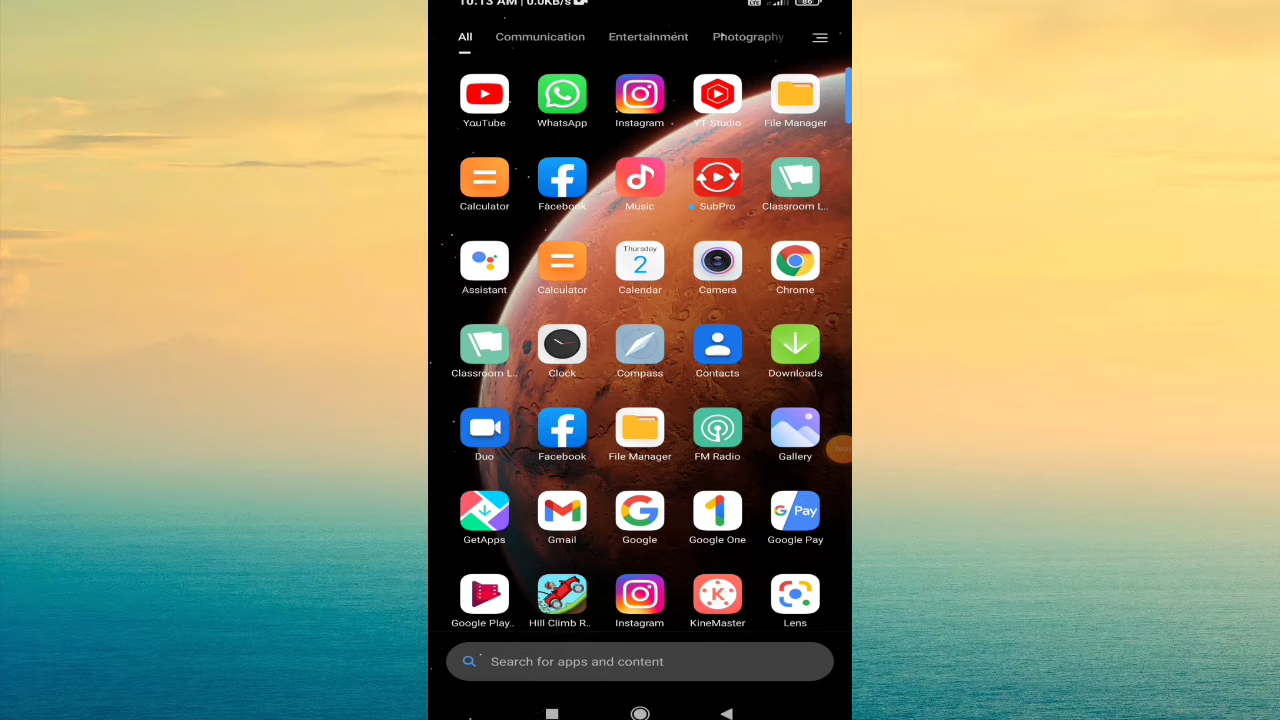 10:13 AM | 0.0KB/s
86
All Communication Entertainment Photography
YouTube WhatsApp Instagram YT Studio File Manager
Calculator Facebook Music SubPro Classroom L..
Thursday
2
Assistant Calculator Calendar Camera Chrome
Classroom L.. Clock Compass Contacts Downloads
Duo Facebook File Manager FM Radio Gallery
G Pay
GetApps Gmail Google Google One Google Pay
Google Play.. Hill Climb R.. Instagram KineMaster Lens
Search for apps and content